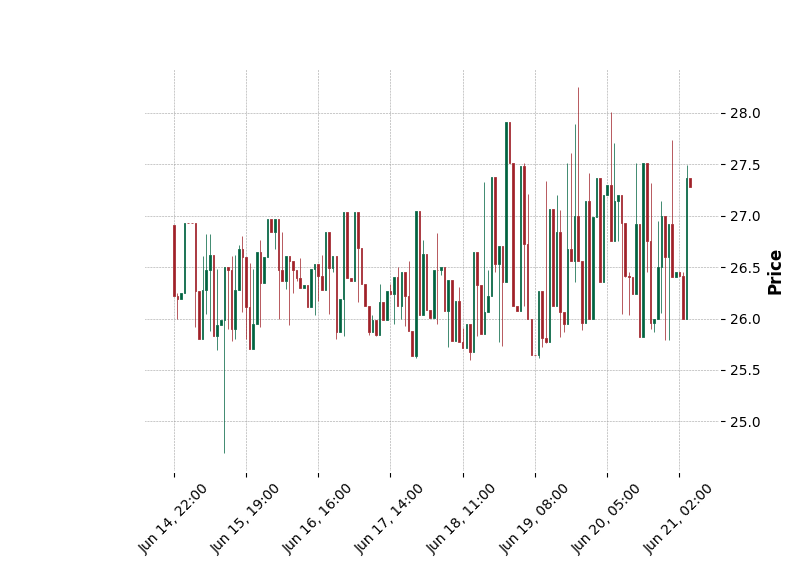 28.0
27.5
27.0
26.5
26.0
25.5
25.0
Price
Jun 14, 22:00
Jun 15, 19:00
Jun 16, 16:00
Jun 17, 14:00
Jun 18, 11:00
Jun 19, 08:00
Jun 20, 05:00
Jun 21, 02:00